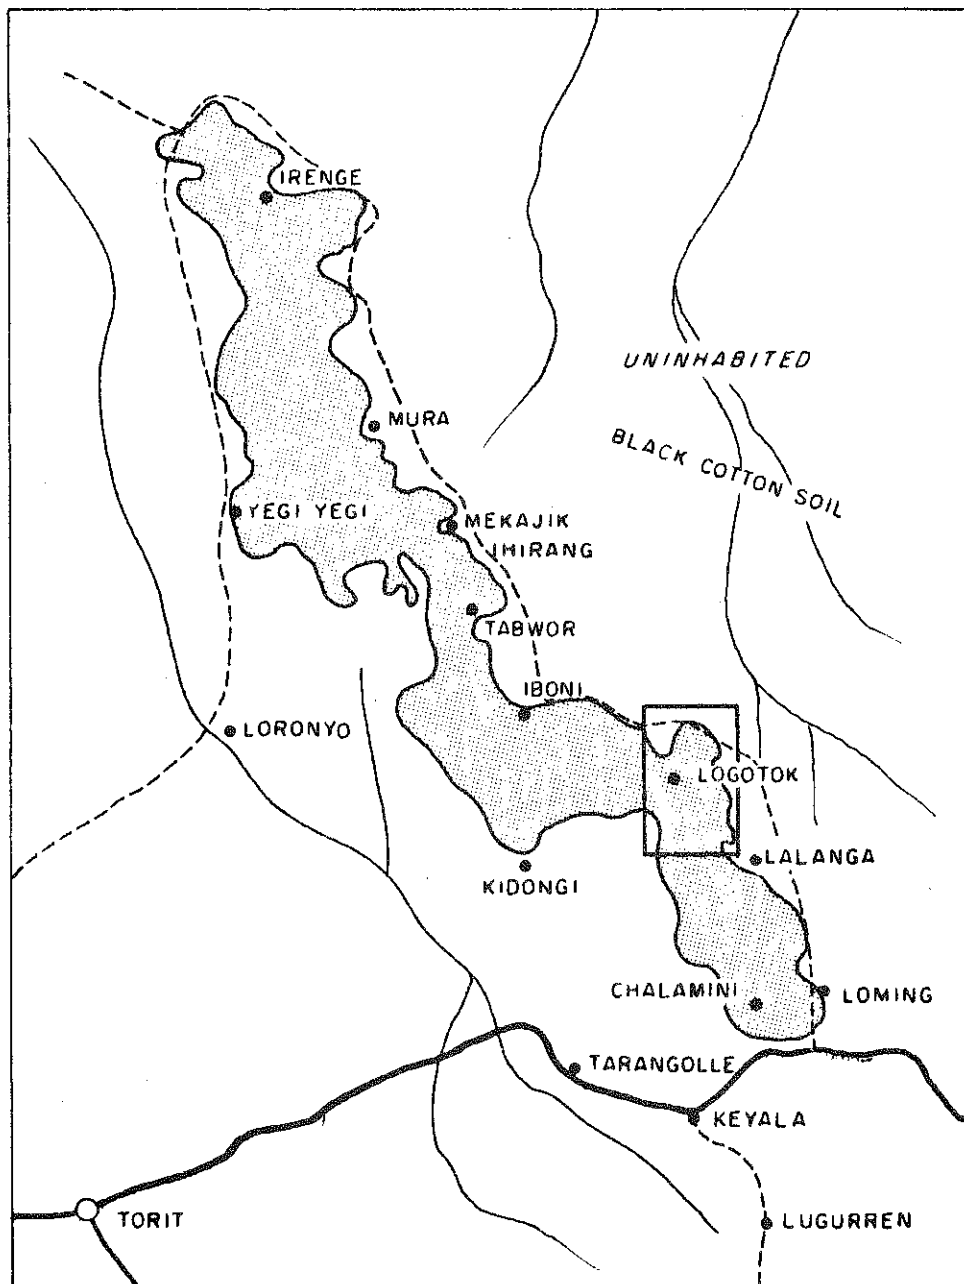 IRENGE
UNINHABITED
MURA
BLACK COTTON SOIL
YEGI YEGI
MEKAJIK
IHIRANG
TABWOR
IBONI
LORONYO
LOGOTOK
LALANGA
KIDONGI
CHALAMINI
LOMING
TARANGOLLE
KEYALA
TORIT
LUGURREN